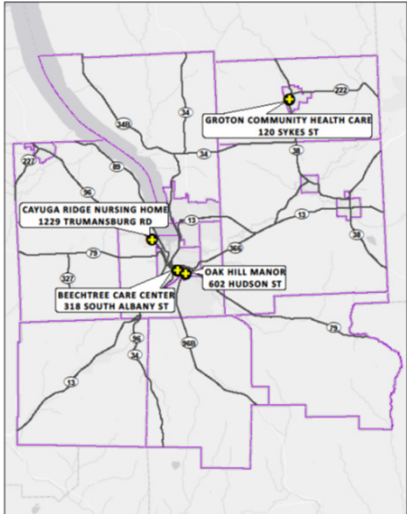 222
34B
34
GROTON COMMUNITY HEALTH CARE
120 SYKES ST
38
34
227
89
96
CAYUGA RIDGE NURSING HOME
1229 TRUMANSBURG RD
13
13
366
38
79
327
OAK HILL MANOR
602 HUDSON ST
BEECHTREE CARE CENTER
318 SOUTH ALBANY ST
79
96
34
96B
13